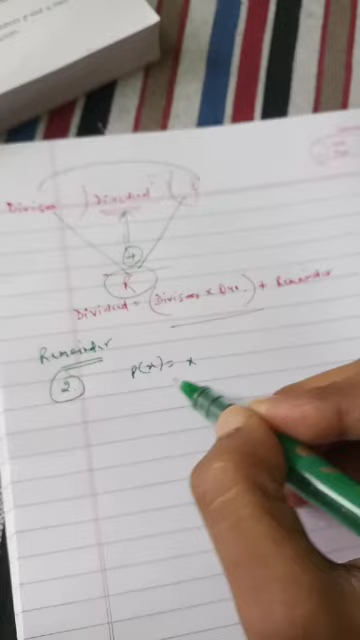 Divisor ) Dividend (
+
R
Dividend = (Divisor x Quo.) + Remainder
Remainder
2
p(x) = x